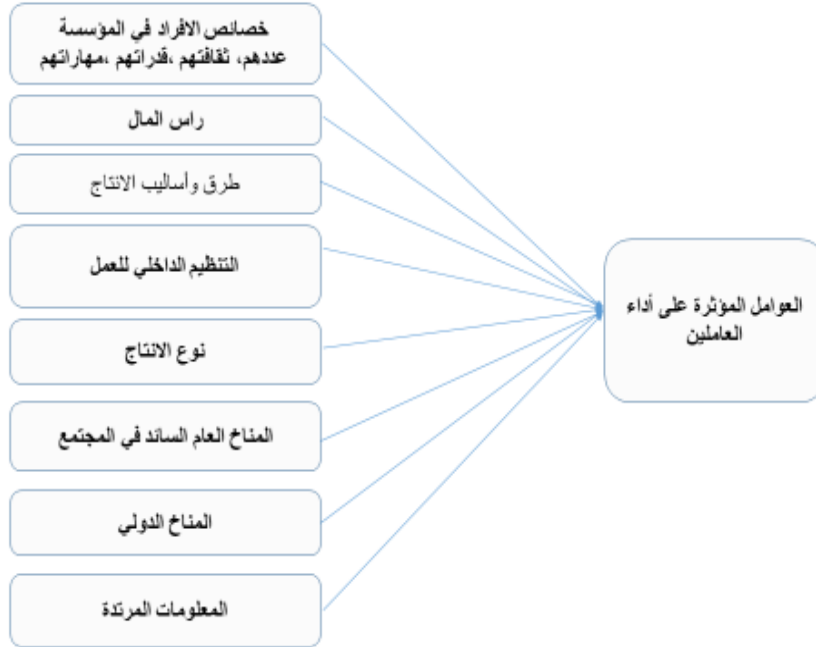 خصائص الافراد في المؤسسة
عددهم، ثقافتهم ،قدراتهم ،مهاراتهم
راس المال
طرق وأساليب الانتاج
التنظيم الداخلي للعمل
نوع الانتاج
المناخ العام السائد في المجتمع
المناخ الدولي
المعلومات المرتدة
العوامل المؤثرة على أداء
العاملين